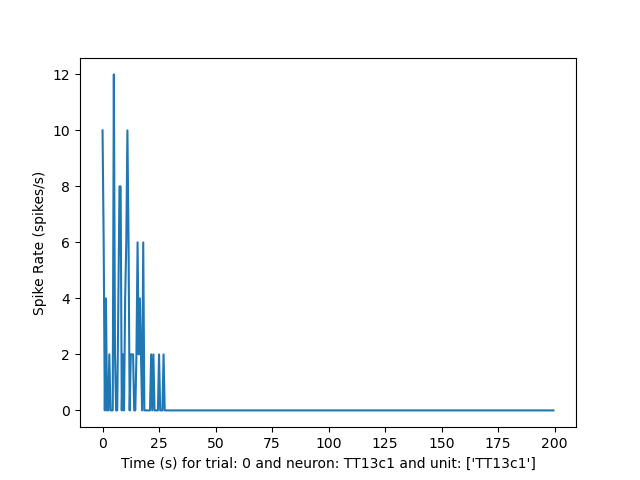 12
10
8
6
4
2
0
Spike Rate (spikes/s)
0 25 50 75 100 125 150 175 200
Time (s) for trial: 0 and neuron: TT13c1 and unit: ['TT13c1']